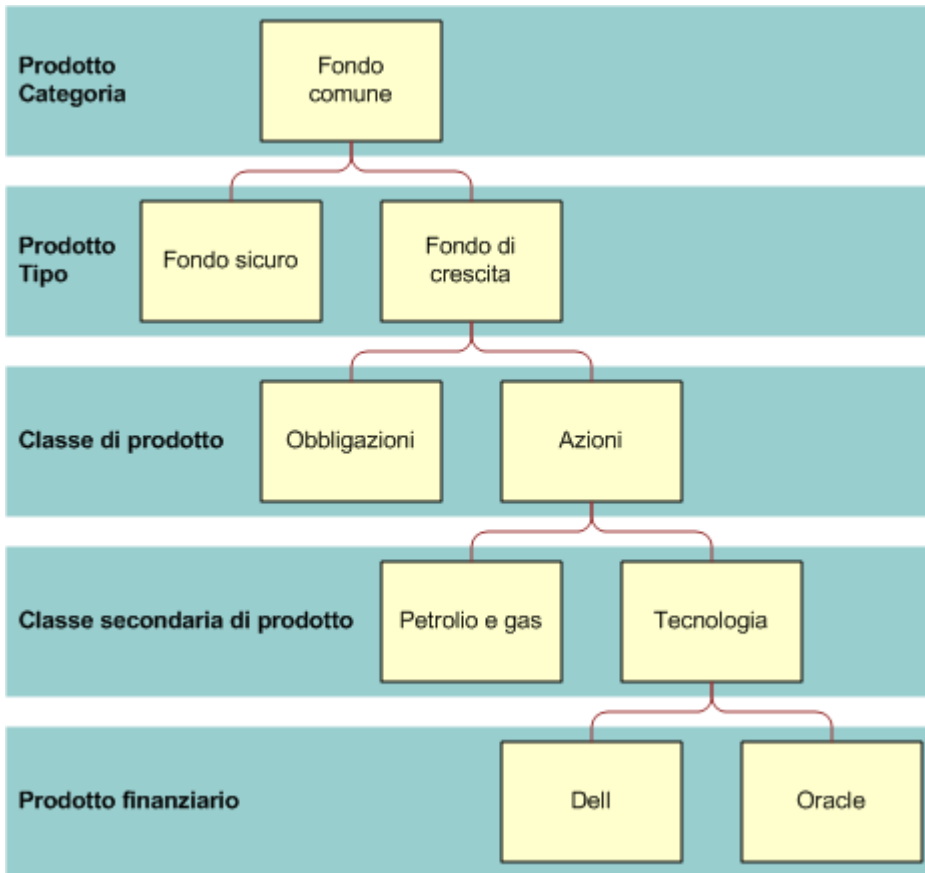 Prodotto
Categoria
Fondo
comune
Prodotto
Tipo
Fondo sicuro
Fondo di
crescita
Classe di prodotto
Obbligazioni
Azioni
Classe secondaria di prodotto
Petrolio e gas
Tecnologia
Prodotto finanziario
Dell
Oracle